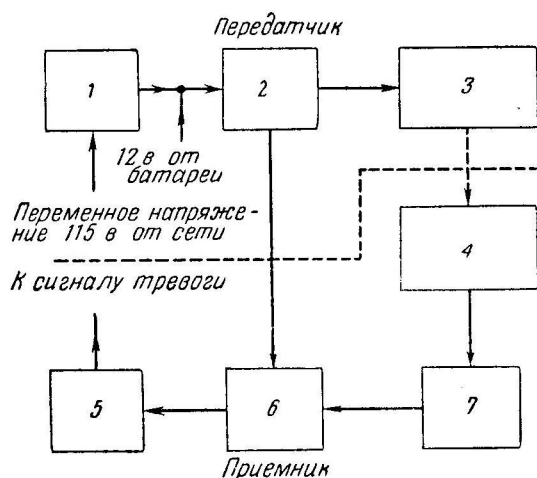 Передатчик
1
2
3
12 в от
батареи
Переменное напряже-
ние 115 в от сети
4
К сигналу тревоги
5
6
7
Приемник